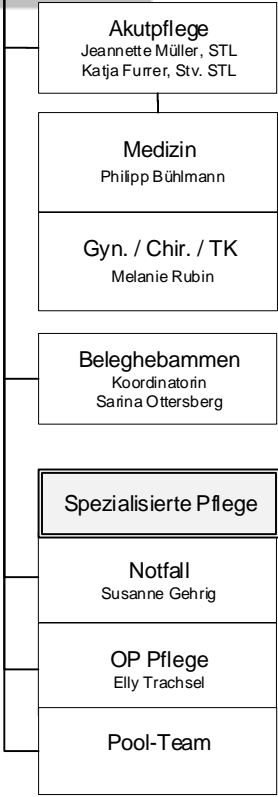 Akutpflege
Jeannette Müller, STL
Katja Furrer, Stv. STL
Medizin
Philipp Bühlmann
Gyn. / Chir. / TK
Melanie Rubin
Beleghebammen
Koordinatorin
Sarina Ottersberg
Spezialisierte Pflege
Notfall
Susanne Gehrig
OP Pflege
Elly Trachsel
Pool-Team